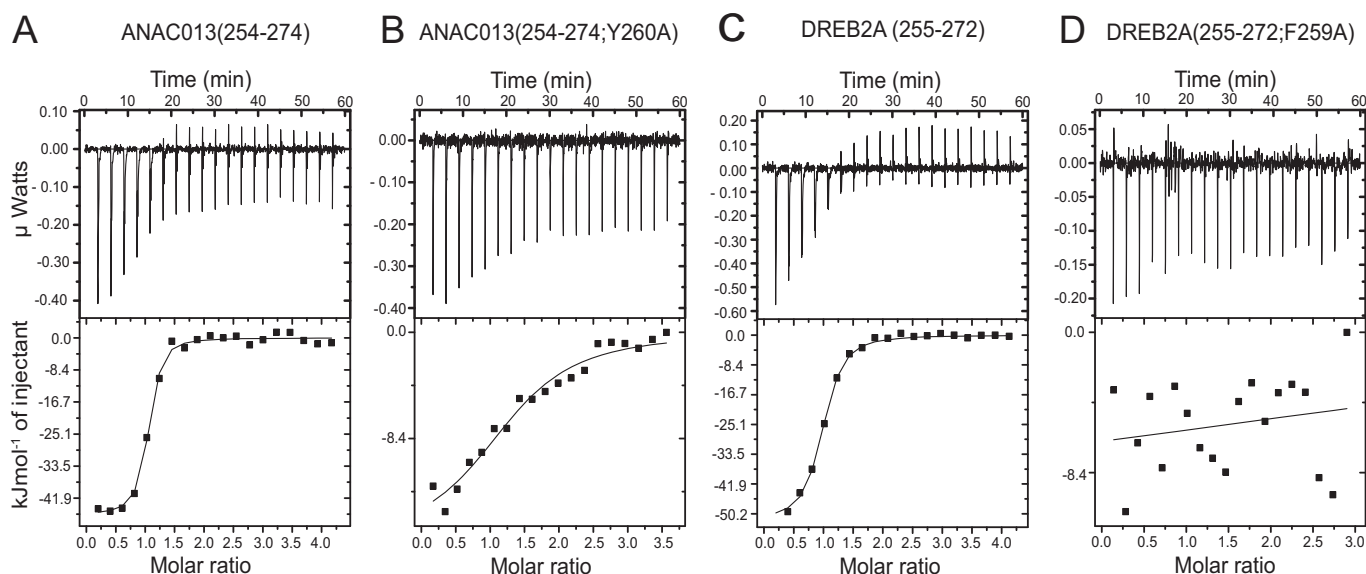 A ANAC013(254-274)
B ANAC013(254-274;Y260A)
C DREB2A (255-272)
D DREB2A(255-272;F259A)
Time (min)
Time (min)
Time (min)
Time (min)
0 10 20 30 40 50 60
0 10 20 30 40 50 60
0 10 20 30 40 50 60
0 10 20 30 40 50 60
μ Watts
0.10
0.00
-0.10
-0.20
-0.30
-0.40
0.00
-0.10
-0.20
-0.30
-0.40
0.20
0.10
0.00
-0.10
-0.20
-0.30
-0.40
-0.50
-0.60
0.05
0.00
-0.05
-0.10
-0.15
-0.20
kJmol-1 of injectant
0.0
-8.4
-16.7
-25.1
-33.5
-41.9
0.0
-8.4
0.0
-8.4
-16.7
-25.1
-33.5
-41.9
-50.2
0.0
-8.4
0.0 0.5 1.0 1.5 2.0 2.5 3.0 3.5 4.0
0.0 0.5 1.0 1.5 2.0 2.5 3.0 3.5
0.0 0.5 1.0 1.5 2.0 2.5 3.0 3.5 4.0
0.0 0.5 1.0 1.5 2.0 2.5 3.0
Molar ratio
Molar ratio
Molar ratio
Molar ratio